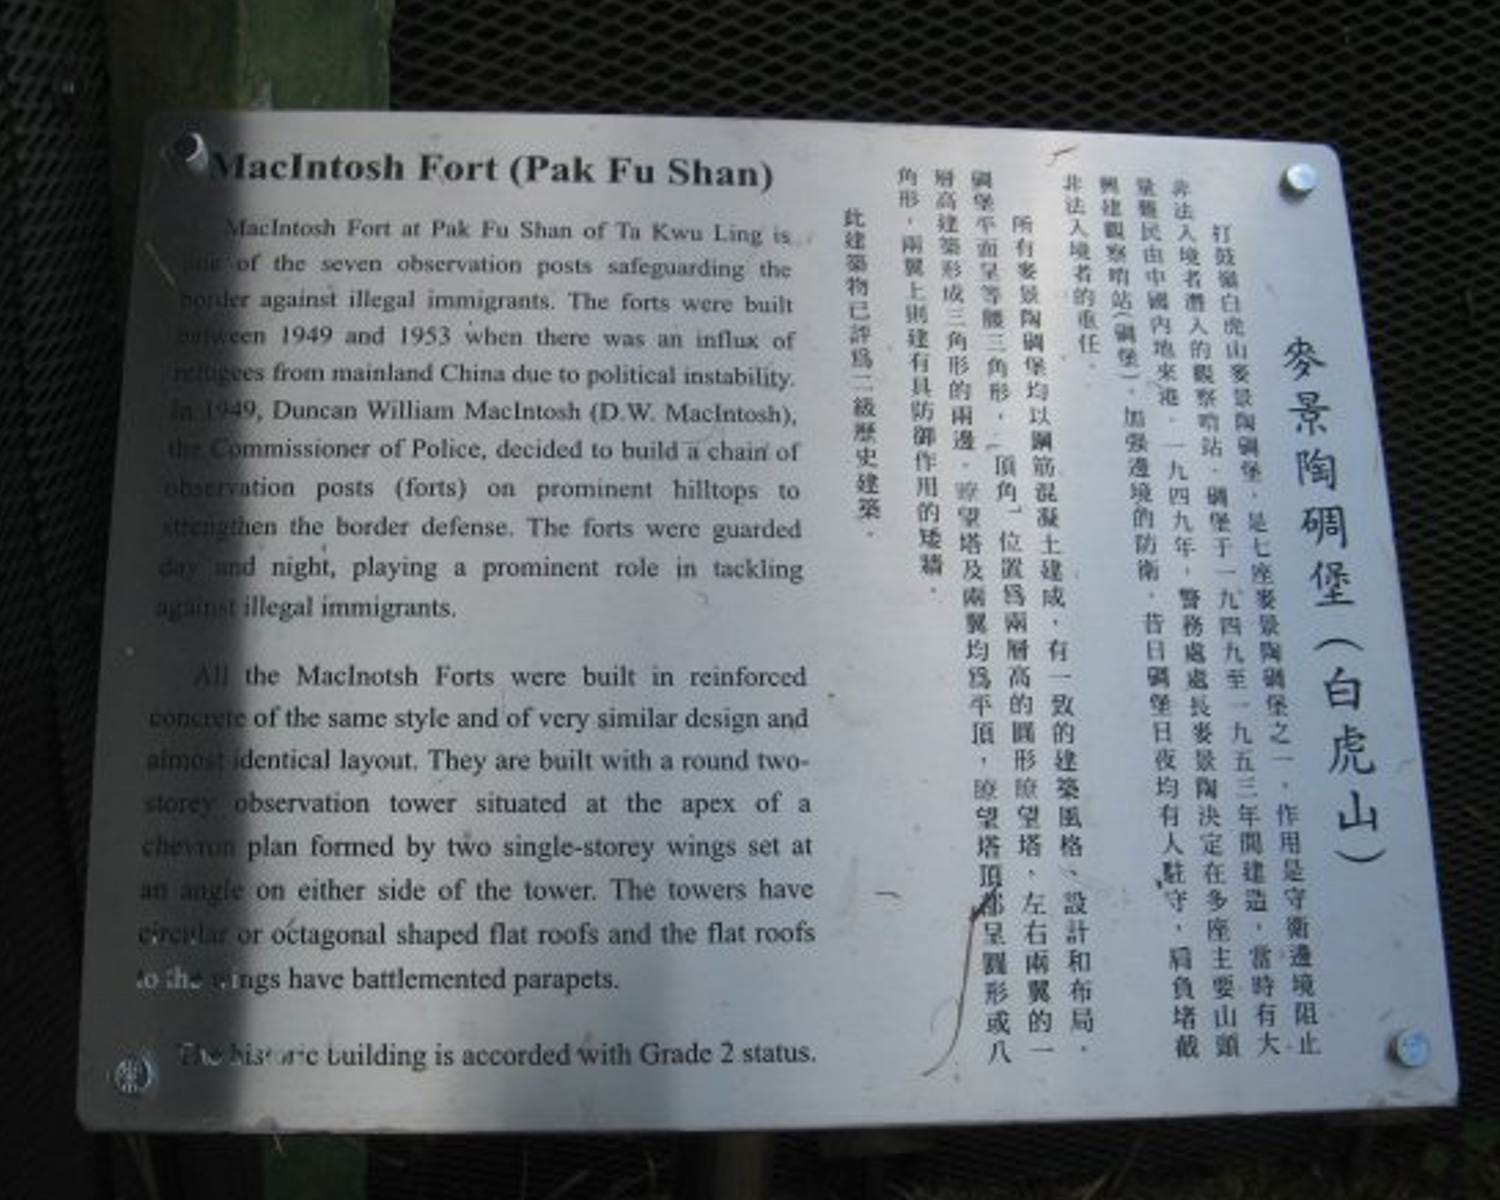 MacIntosh Fort (Pak Fu Shan)
MacIntosh Fort at Pak Fu Shan of Ta Kwu Ling is
one of the seven observation posts safeguarding the
border against illegal immigrants. The forts were built
between 1949 and 1953 when there was an influx of
refugees from mainland China due to political instability.
In 1949, Duncan William MacIntosh (D.W. MacIntosh),
the Commissioner of Police, decided to build a chain of
observation posts (forts) on prominent hilltops to
strengthen the border defense. The forts were guarded
day and night, playing a prominent role in tackling
against illegal immigrants.
All the MacInotsh Forts were built in reinforced
concrete of the same style and of very similar design and
almost identical layout. They are built with a round two-
storey observation tower situated at the apex of a
chevron plan formed by two single-storey wings set at
an angle on either side of the tower. The towers have
circular or octagonal shaped flat roofs and the flat roofs
to the wings have battlemented parapets.
The historic building is accorded with Grade 2 status.
麥景陶碉堡（白虎山）
打鼓嶺白虎山麥景陶碉堡，是七座麥景陶碉堡之一，作用是守衛邊境阻止
非法入境者潛入的觀察哨站。碉堡于一九四九至一九五三年間建造，當時有大
量難民由中國內地來港。一九四九年，警務處處長麥景陶決定在多座主要山頭
興建觀察哨站(碉堡)，加强邊境的防衛。昔日碉堡日夜均有人駐守，肩負堵截
非法入境者的重任。
所有麥景陶碉堡均以鋼筋混凝土建成，有一致的建築風格、設計和布局。
碉堡平面呈等腰三角形，「頂角」位置爲兩層高的圓形瞭望塔，左右兩翼的一
層高建築形成三角形的兩邊。瞭望塔及兩翼均爲平頂，瞭望塔頂部呈圓形或八
角形，兩翼上則建有具防御作用的矮牆。
此建築物已評爲二級歷史建築。